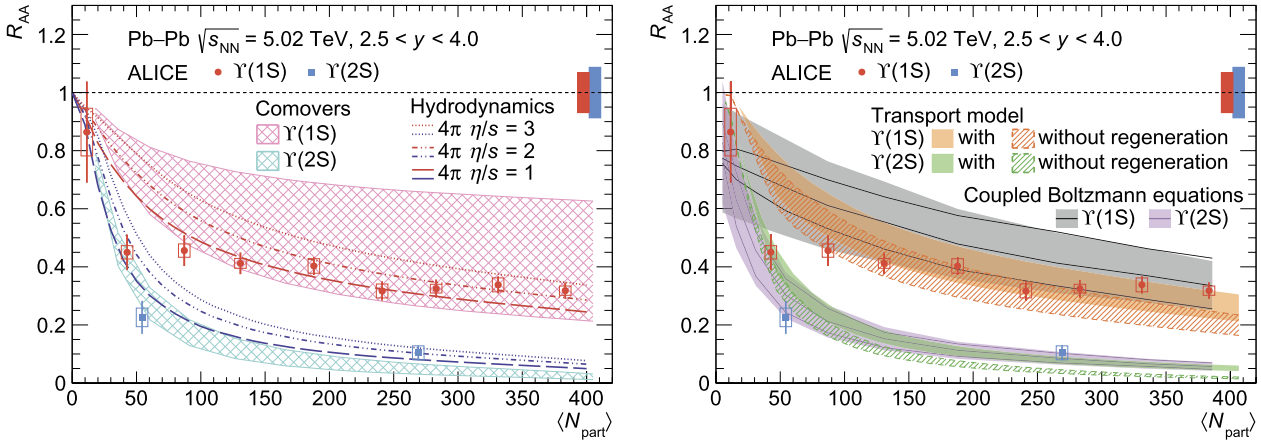 R_AA
Pb–Pb √s_NN = 5.02 TeV, 2.5 < y < 4.0
ALICE ϒ(1S) ϒ(2S)
Comovers
ϒ(1S)
ϒ(2S)
Hydrodynamics
4π η/s = 3
4π η/s = 2
4π η/s = 1
1.2
1
0.8
0.6
0.4
0.2
0
0 50 100 150 200 250 300 350 400
⟨N_part⟩
R_AA
Pb–Pb √s_NN = 5.02 TeV, 2.5 < y < 4.0
ALICE ϒ(1S) ϒ(2S)
Transport model
ϒ(1S) with without regeneration
ϒ(2S) with without regeneration
Coupled Boltzmann equations
ϒ(1S) ϒ(2S)
1.2
1
0.8
0.6
0.4
0.2
0
0 50 100 150 200 250 300 350 400
⟨N_part⟩